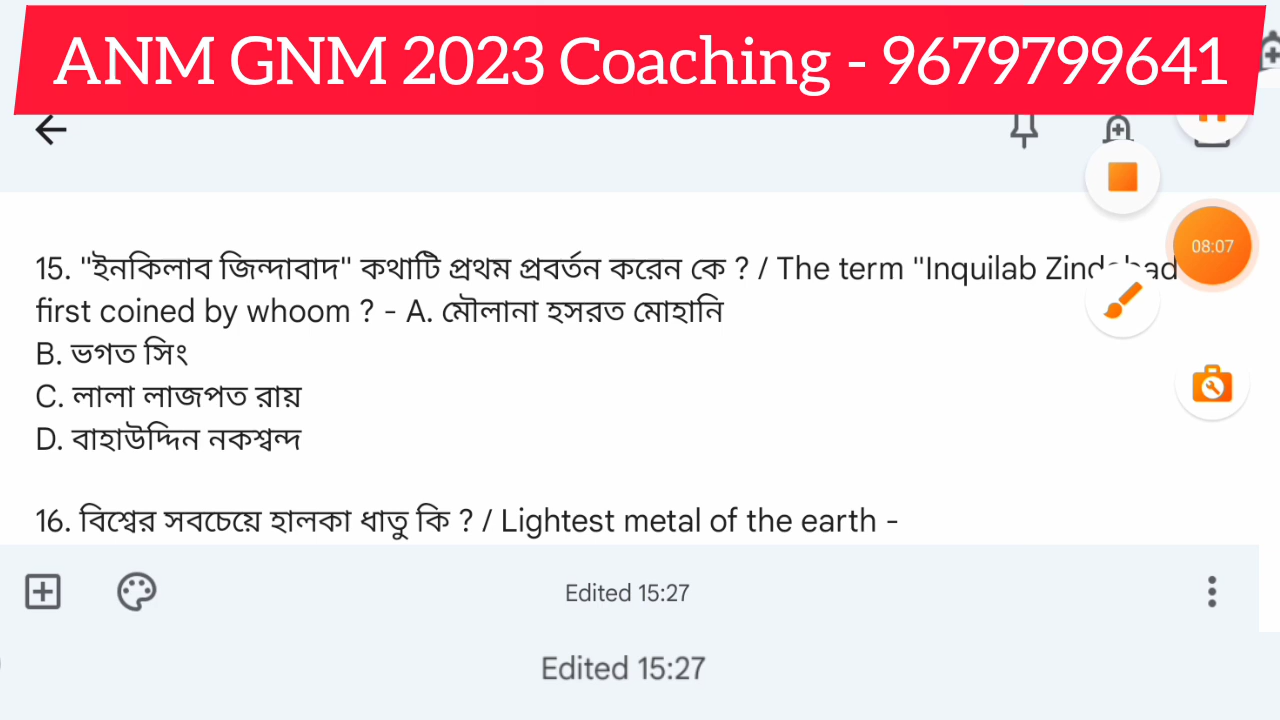 ANM GNM 2023 Coaching - 9679799641
15. "ইনকিলাব জিন্দাবাদ" কথাটি প্রথম প্রবর্তন করেন কে ? / The term "Inquilab
08:07
first coined by whoom ? - A. মৌলানা হসরত মোহানি
B. ভগত সিং
C. লালা লাজপত রায়
D. বাহাউদ্দিন নকশ্বন্দ
16. বিশ্বের সবচেয়ে হালকা ধাতু কি ? / Lightest metal of the earth -
Edited 15:27
Edited 15:27